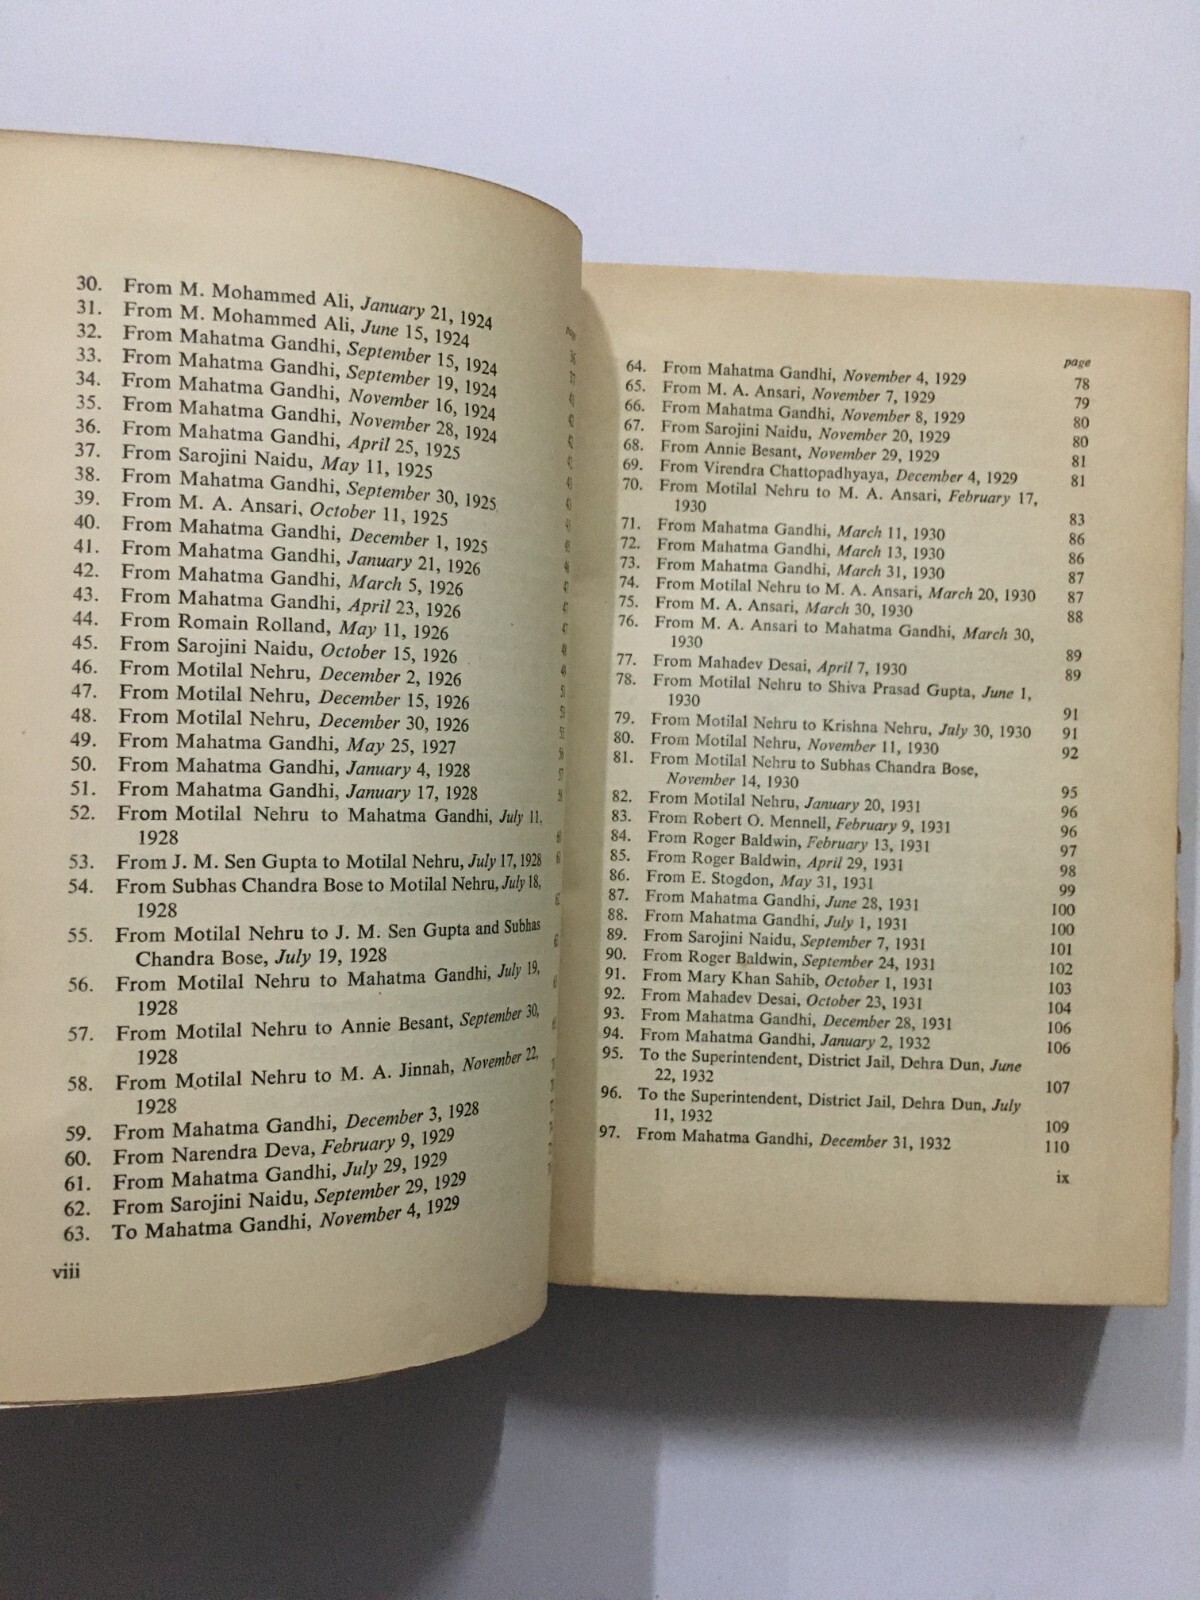 30. From M. Mohammed Ali, January 21, 1924
31. From M. Mohammed Ali, June 15, 1924
32. From Mahatma Gandhi, September 15, 1924
33. From Mahatma Gandhi, September 19, 1924
34. From Mahatma Gandhi, November 16, 1924
35. From Mahatma Gandhi, November 28, 1924
36. From Mahatma Gandhi, April 25, 1925
37. From Sarojini Naidu, May 11, 1925
38. From Mahatma Gandhi, September 30, 1925
39. From M. A. Ansari, October 11, 1925
40. From Mahatma Gandhi, December 1, 1925
41. From Mahatma Gandhi, January 21, 1926
42. From Mahatma Gandhi, March 5, 1926
43. From Mahatma Gandhi, April 23, 1926
44. From Romain Rolland, May 11, 1926
45. From Sarojini Naidu, October 15, 1926
46. From Motilal Nehru, December 2, 1926
47. From Motilal Nehru, December 15, 1926
48. From Motilal Nehru, December 30, 1926
49. From Mahatma Gandhi, May 25, 1927
50. From Mahatma Gandhi, January 4, 1928
51. From Mahatma Gandhi, January 17, 1928
52. From Motilal Nehru to Mahatma Gandhi, July 11,
1928
53. From J. M. Sen Gupta to Motilal Nehru, July 17, 1928
54. From Subhas Chandra Bose to Motilal Nehru, July 18,
1928
55. From Motilal Nehru to J. M. Sen Gupta and Subhas
Chandra Bose, July 19, 1928
56. From Motilal Nehru to Mahatma Gandhi, July 19,
1928
57. From Motilal Nehru to Annie Besant, September 30,
1928
58. From Motilal Nehru to M. A. Jinnah, November 22,
1928
59. From Mahatma Gandhi, December 3, 1928
60. From Narendra Deva, February 9, 1929
61. From Mahatma Gandhi, July 29, 1929
62. From Sarojini Naidu, September 29, 1929
63. To Mahatma Gandhi, November 4, 1929
viii
page
64. From Mahatma Gandhi, November 4, 1929 78
65. From M. A. Ansari, November 7, 1929 79
66. From Mahatma Gandhi, November 8, 1929 80
67. From Sarojini Naidu, November 20, 1929 80
68. From Annie Besant, November 29, 1929 81
69. From Virendra Chattopadhyaya, December 4, 1929 81
70. From Motilal Nehru to M. A. Ansari, February 17,
1930 83
71. From Mahatma Gandhi, March 11, 1930 86
72. From Mahatma Gandhi, March 13, 1930 86
73. From Mahatma Gandhi, March 31, 1930 87
74. From Motilal Nehru to M. A. Ansari, March 20, 1930 87
75. From M. A. Ansari, March 30, 1930 88
76. From M. A. Ansari to Mahatma Gandhi, March 30,
1930 89
77. From Mahadev Desai, April 7, 1930 89
78. From Motilal Nehru to Shiva Prasad Gupta, June 1,
1930 91
79. From Motilal Nehru to Krishna Nehru, July 30, 1930 91
80. From Motilal Nehru, November 11, 1930 92
81. From Motilal Nehru to Subhas Chandra Bose,
November 14, 1930 95
82. From Motilal Nehru, January 20, 1931 96
83. From Robert O. Mennell, February 9, 1931 96
84. From Roger Baldwin, February 13, 1931 97
85. From Roger Baldwin, April 29, 1931 98
86. From E. Stogdon, May 31, 1931 99
87. From Mahatma Gandhi, June 28, 1931 100
88. From Mahatma Gandhi, July 1, 1931 100
89. From Sarojini Naidu, September 7, 1931 101
90. From Roger Baldwin, September 24, 1931 102
91. From Mary Khan Sahib, October 1, 1931 103
92. From Mahadev Desai, October 23, 1931 104
93. From Mahatma Gandhi, December 28, 1931 106
94. From Mahatma Gandhi, January 2, 1932 106
95. To the Superintendent, District Jail, Dehra Dun, June
22, 1932 107
96. To the Superintendent, District Jail, Dehra Dun, July
11, 1932 109
97. From Mahatma Gandhi, December 31, 1932 110
ix